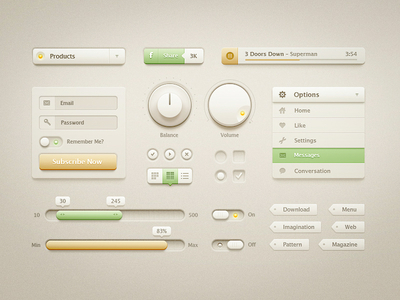 Products
Share
3K
3 Doors Down - Superman
3:54
Email
Password
Remember Me?
Subscribe Now
Balance
Volume
Options
Home
Like
Settings
Messages
Conversation
30
245
10
500
On
83%
Min
Max
Off
Download
Menu
Imagination
Web
Pattern
Magazine